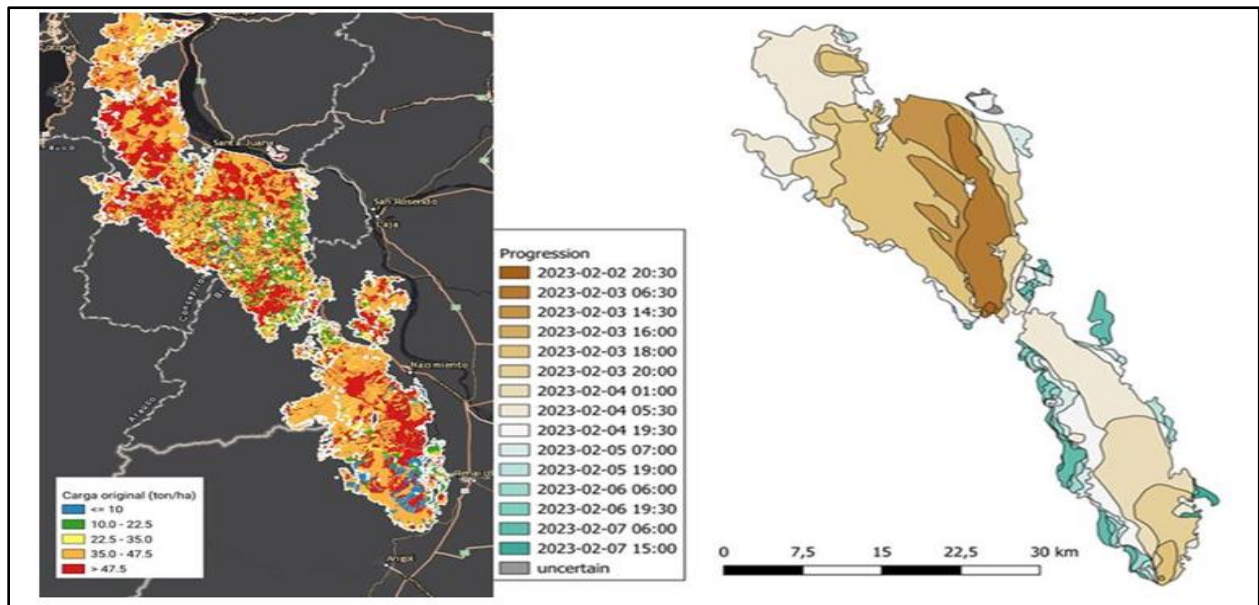 Santa Juana
San Rosendo
Laja
Nacimiento
Arauco
Angol
Carga original (ton/ha)
<= 10
10.0 - 22.5
22.5 - 35.0
35.0 - 47.5
> 47.5
Progression
2023-02-02 20:30
2023-02-03 06:30
2023-02-03 14:30
2023-02-03 16:00
2023-02-03 18:00
2023-02-03 20:00
2023-02-04 01:00
2023-02-04 05:30
2023-02-04 19:30
2023-02-05 07:00
2023-02-05 19:00
2023-02-06 06:00
2023-02-06 19:30
2023-02-07 06:00
2023-02-07 15:00
uncertain
0 7,5 15 22,5 30 km